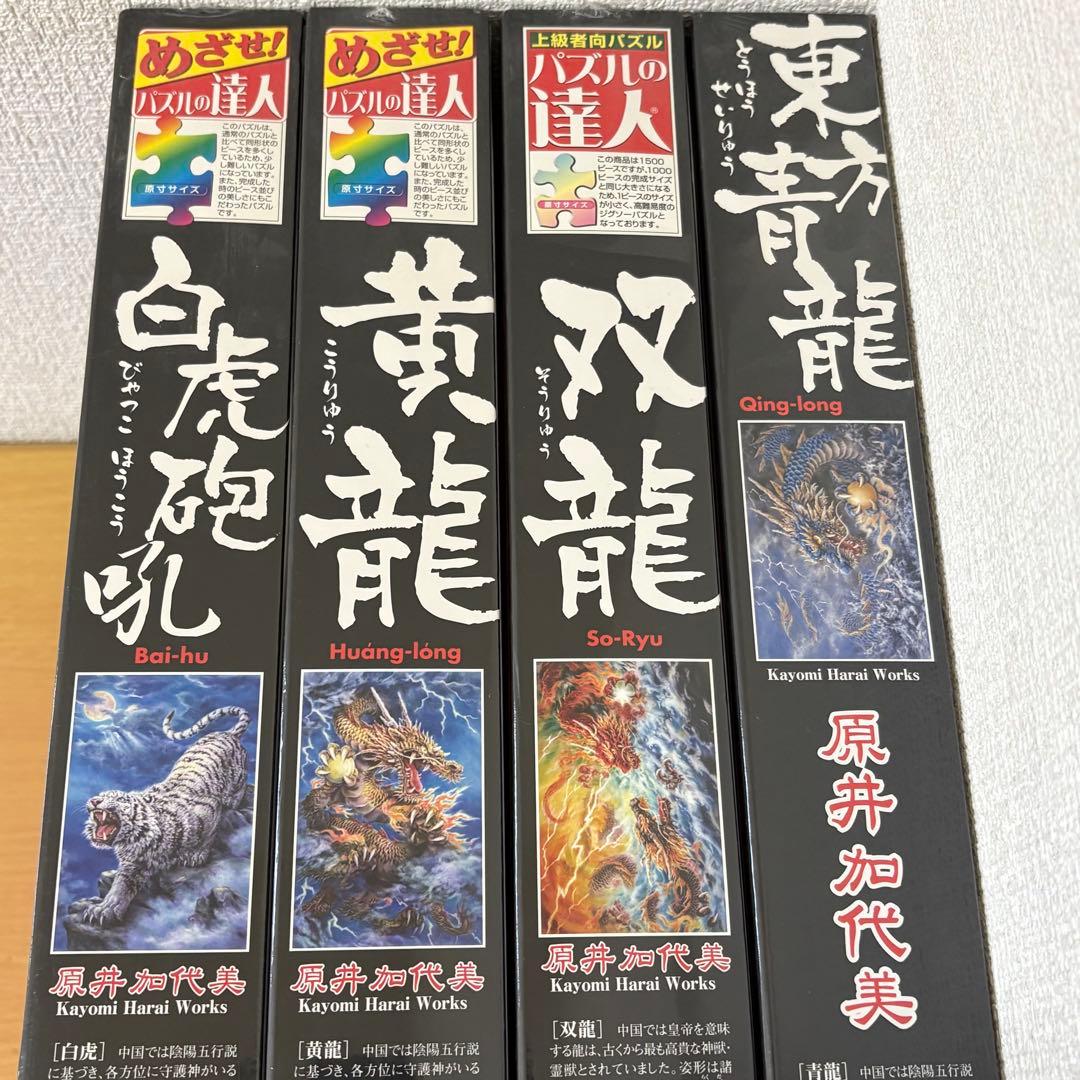 めざせ!
パズルの達人
このパズルは、
通常のパズルと
比べて同形状の
ピースを多くし
ているため、少
し難しいパズル
になっています。
また、完成した
時のピース並び
の美しさにもこ
だわったパズル
です。
原寸サイズ
白虎砲吼
びゃっこ ほうこう
Bai-hu
原井加代美
Kayomi Harai Works
[白虎] 中国では陰陽五行説
に基づき、各方位に守護神がいる
めざせ!
パズルの達人
このパズルは、
通常のパズルと
比べて同形状の
ピースを多くし
ているため、少
し難しいパズル
になっています。
また、完成した
時のピース並び
の美しさにもこ
だわったパズル
です。
原寸サイズ
黄龍
こうりゅう
Huáng-lóng
原井加代美
Kayomi Harai Works
[黄龍] 中国では陰陽五行説
に基づき、各方位に守護神がいる
上級者向パズル
パズルの
達人®
この商品は1500
ピースですが、1000
ピースの完成サイズ
と同じ大きさになる
ため、1ピースのサイズ
が小さく、高難易度の
ジグソーパズルと
なっております。
原寸サイズ
双龍
そうりゅう
So-Ryu
原井加代美
Kayomi Harai Works
[双龍] 中国では皇帝を意味
する龍は、古くから最も高貴な神獣・
霊獣とされていました。姿形は諸
東方青龍
とうほう せいりゅう
Qing-long
Kayomi Harai Works
原井加代美
[青龍] 中国では陰陽五行説